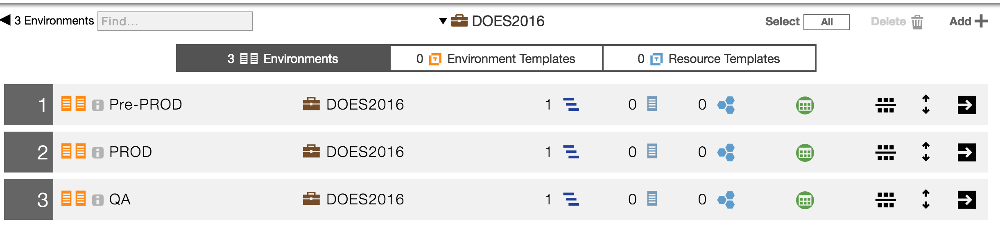 3 Environments Find... DOES2016 Select All Delete Add
3 Environments 0 T Environment Templates 0 T Resource Templates
1 Pre-PROD DOES2016 1 0 0
2 PROD DOES2016 1 0 0
3 QA DOES2016 1 0 0